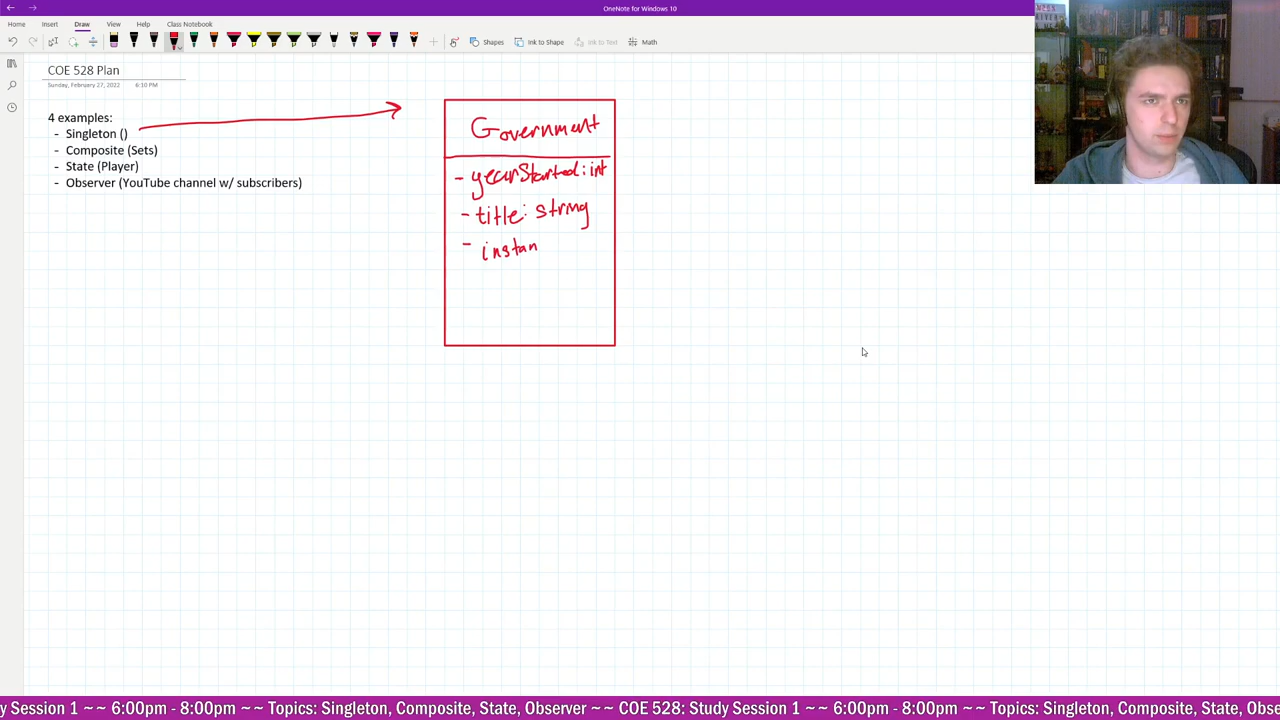 OneNote for Windows 10
Home Insert Draw View Help Class Notebook
Shapes Ink to Shape Ink to Text Math
COE 528 Plan
Sunday, February 27, 2022 6:10 PM
4 examples:
- Singleton ()
- Composite (Sets)
- State (Player)
- Observer (YouTube channel w/ subscribers)
Government
- yearStarted: int
- title: string
- instan
y Session 1 ~~ 6:00pm - 8:00pm ~~ Topics: Singleton, Composite, State, Observer ~~ COE 528: Study Session 1 ~~ 6:00pm - 8:00pm ~~ Topics: Singleton, Composite, State, Obse